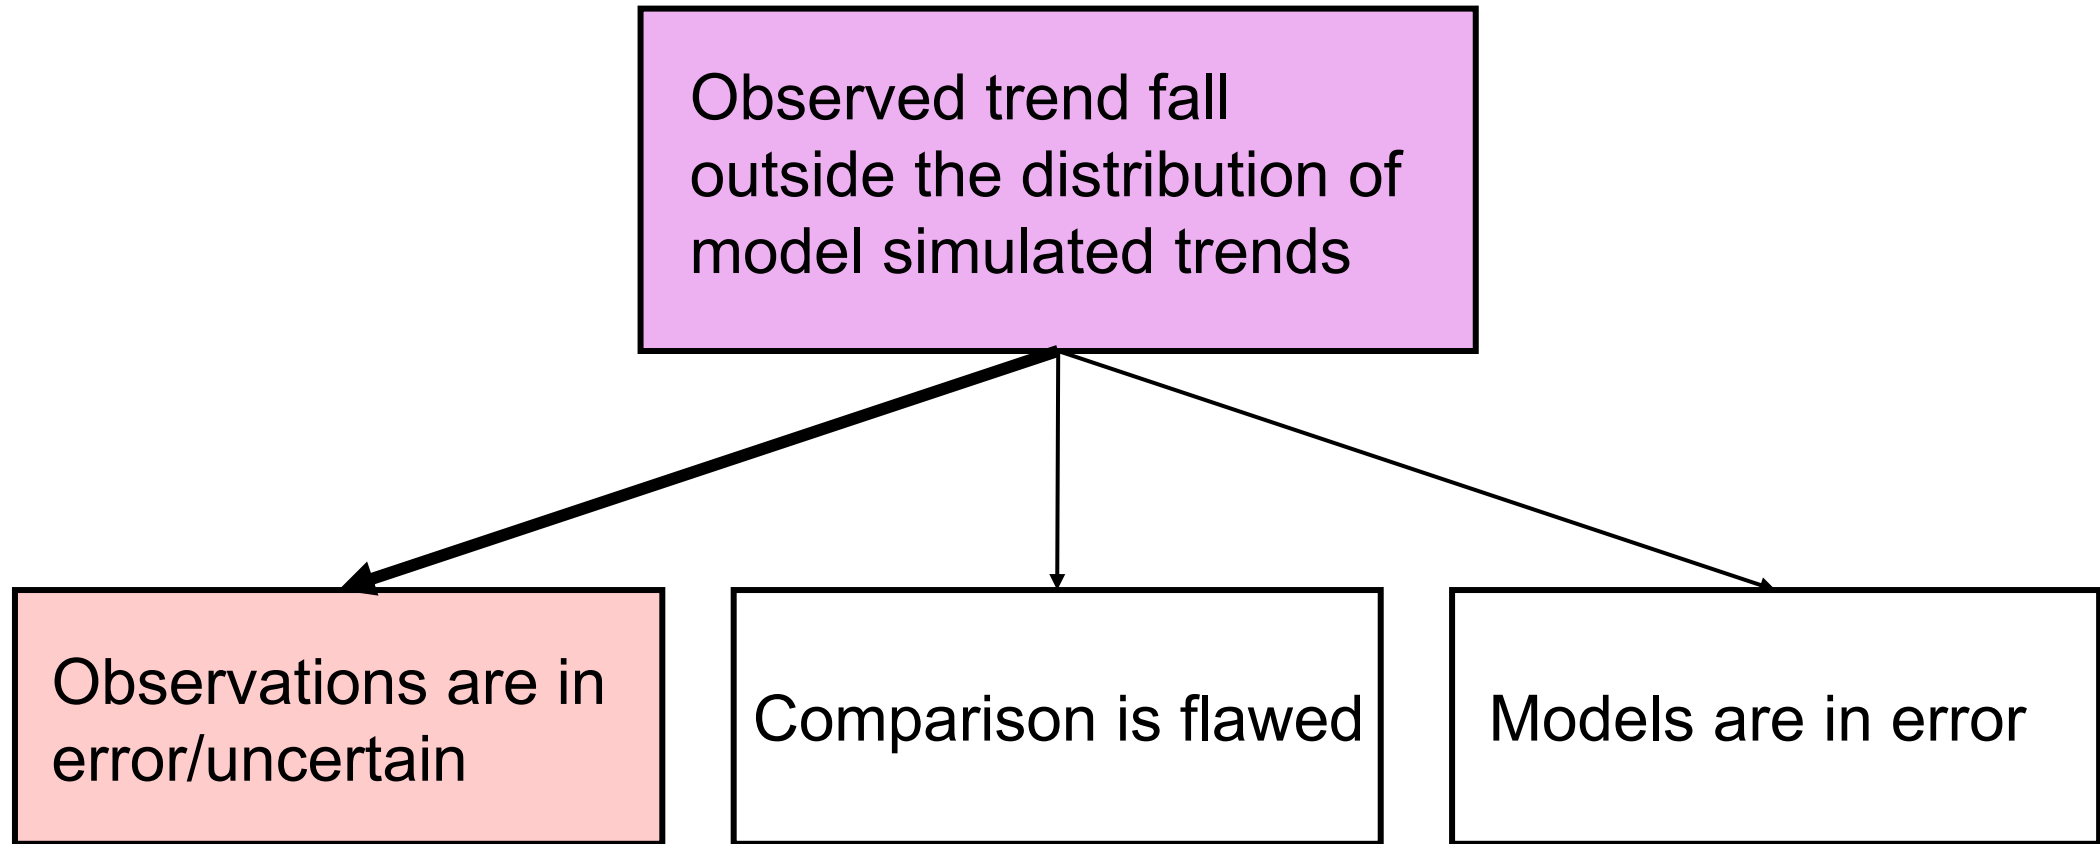 Observed trend fall
outside the distribution of
model simulated trends
Observations are in
error/uncertain
Comparison is flawed
Models are in error